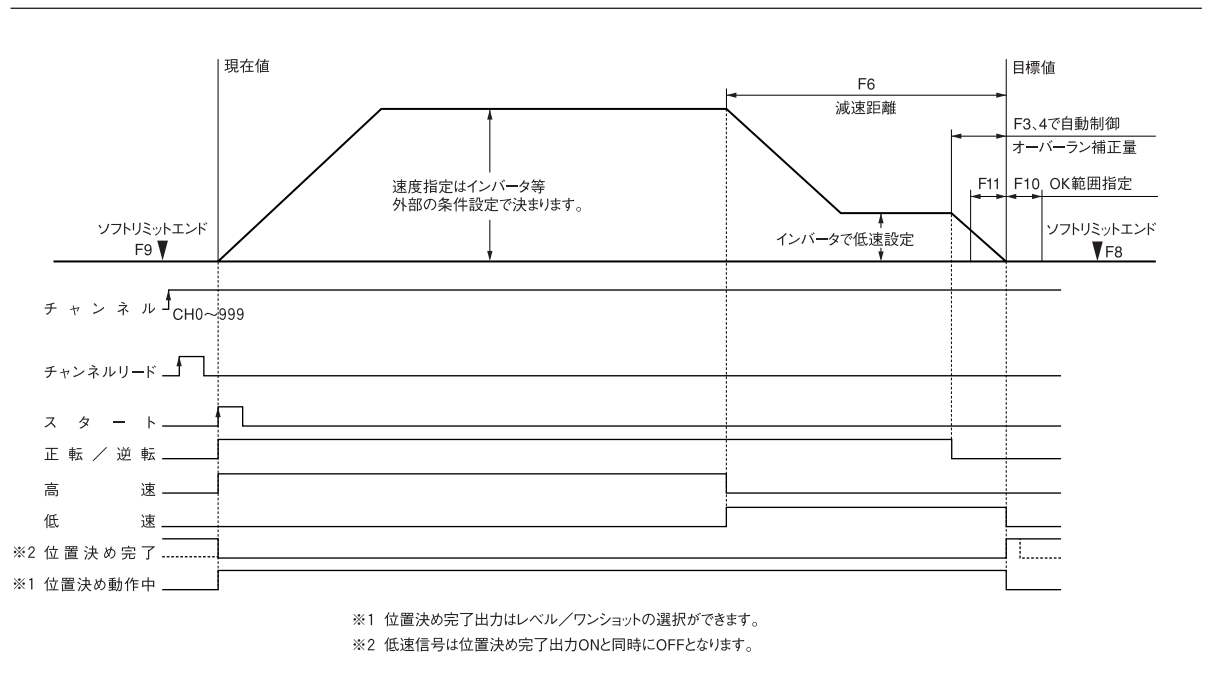 現在値
目標値
F6
減速距離
F3、4で自動制御
オーバーラン補正量
速度指定はインバータ等
外部の条件設定で決まります。
F11
F10
OK範囲指定
インバータで低速設定
ソフトリミットエンド
F9
ソフトリミットエンド
F8
チャンネル
CH0〜999
チャンネルリード
スタート
正転／逆転
高速
低速
※2 位置決め完了
※1 位置決め動作中
※1 位置決め完了出力はレベル／ワンショットの選択ができます。
※2 低速信号は位置決め完了出力ONと同時にOFFとなります。